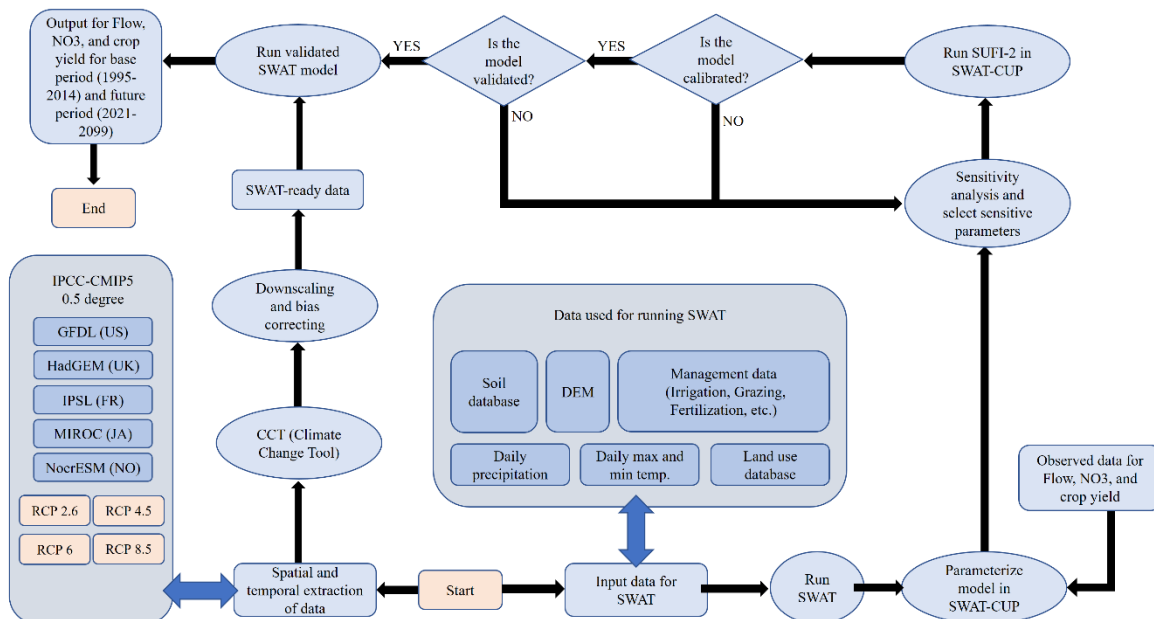 Output for Flow,
NO3, and crop
yield for base
period (1995-
2014) and future
period (2021-
2099)
Run validated
SWAT model
YES
Is the
model
validated?
NO
YES
Is the
model
calibrated?
NO
Run SUFI-2 in
SWAT-CUP
End
SWAT-ready data
Sensitivity
analysis and
select sensitive
parameters
IPCC-CMIP5
0.5 degree
GFDL (US)
HadGEM (UK)
IPSL (FR)
MIROC (JA)
NocrESM (NO)
RCP 2.6
RCP 4.5
RCP 6
RCP 8.5
Downscaling
and bias
correcting
CCT (Climate
Change Tool)
Data used for running SWAT
Soil
database
DEM
Management data
(Irrigation, Grazing,
Fertilization, etc.)
Daily
precipitation
Daily max and
min temp.
Land use
database
Observed data for
Flow, NO3, and
crop yield
Spatial and
temporal extraction
of data
Start
Input data for
SWAT
Run
SWAT
Parameterize
model in
SWAT-CUP